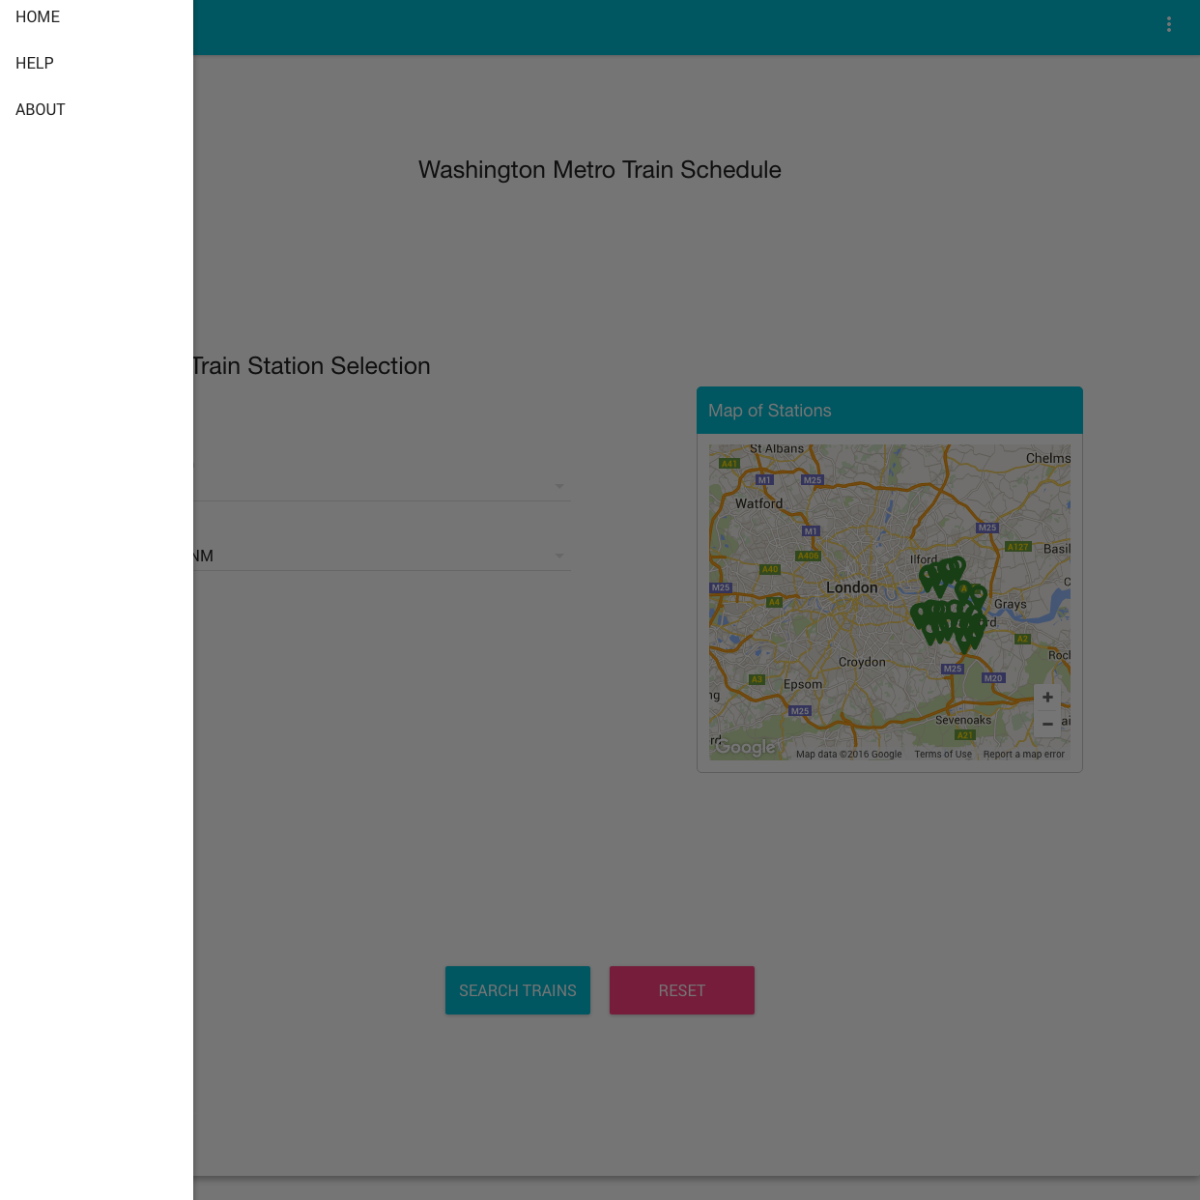 HOME
HELP
ABOUT
Washington Metro Train Schedule
Train Station Selection
NM
Map of Stations
St Albans
Chelms
A41
M1
M25
Watford
M1
M25
A127
Basil
A406
Ilford
A40
M25
London
A4
Grays
rd
A2
Croydon
Roch
M25
M20
A3
Epsom
ng
M25
Sevenoaks
A21
ai
rd
Google
Map data ©2016 Google
Terms of Use
Report a map error
+
−
SEARCH TRAINS
RESET